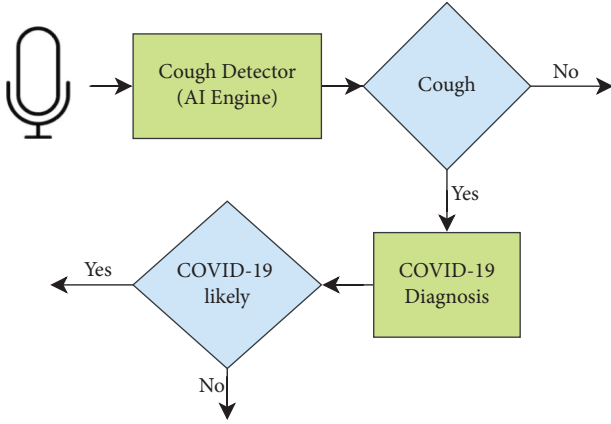 Cough Detector
(AI Engine)
Cough
No
Yes
COVID-19
Diagnosis
COVID-19
likely
Yes
No